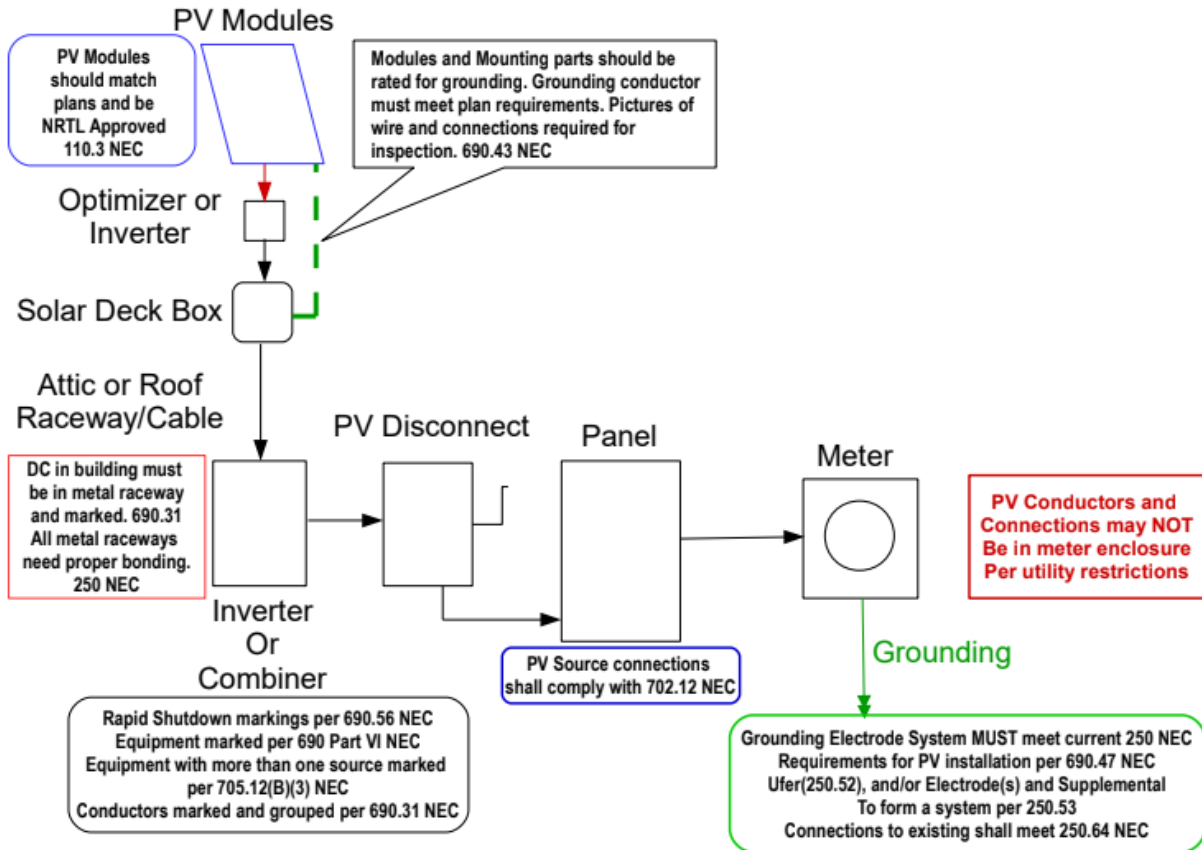 PV Modules
PV Modules
should match
plans and be
NRTL Approved
110.3 NEC
Modules and Mounting parts should be
rated for grounding. Grounding conductor
must meet plan requirements. Pictures of
wire and connections required for
inspection. 690.43 NEC
Optimizer or
Inverter
Solar Deck Box
Attic or Roof
Raceway/Cable
DC in building must
be in metal raceway
and marked. 690.31
All metal raceways
need proper bonding.
250 NEC
PV Disconnect
Panel
Meter
PV Conductors and
Connections may NOT
Be in meter enclosure
Per utility restrictions
Inverter
Or
Combiner
PV Source connections
shall comply with 702.12 NEC
Grounding
Rapid Shutdown markings per 690.56 NEC
Equipment marked per 690 Part VI NEC
Equipment with more than one source marked
per 705.12(B)(3) NEC
Conductors marked and grouped per 690.31 NEC
Grounding Electrode System MUST meet current 250 NEC
Requirements for PV installation per 690.47 NEC
Ufer(250.52), and/or Electrode(s) and Supplemental
To form a system per 250.53
Connections to existing shall meet 250.64 NEC